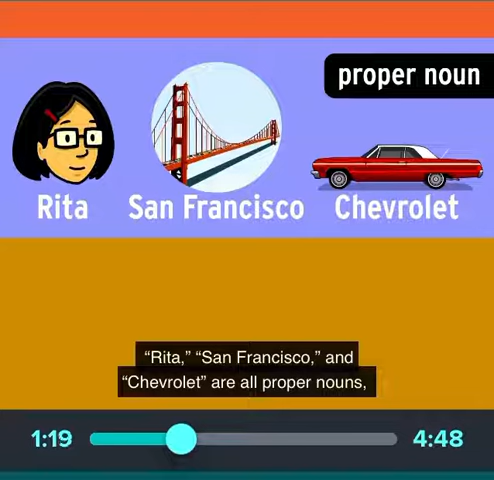 proper noun
Rita San Francisco Chevrolet
“Rita,” “San Francisco,” and
“Chevrolet” are all proper nouns,
1:19 4:48